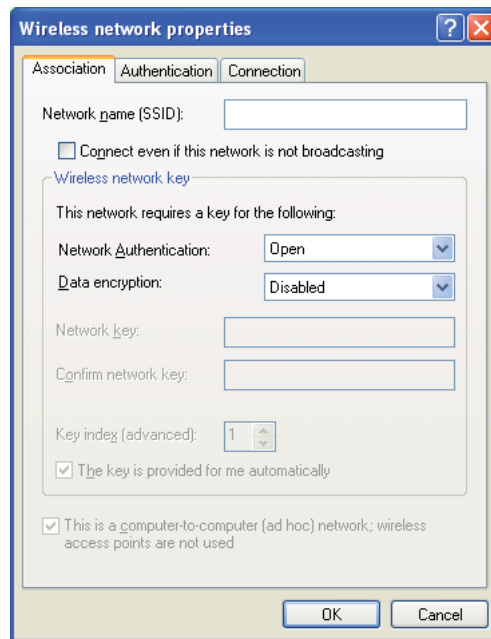 Wireless network properties
Association Authentication Connection
Network name (SSID):
Connect even if this network is not broadcasting
Wireless network key
This network requires a key for the following:
Network Authentication: Open
Data encryption: Disabled
Network key:
Confirm network key:
Key index (advanced): 1
The key is provided for me automatically
This is a computer-to-computer (ad hoc) network; wireless
access points are not used
OK Cancel